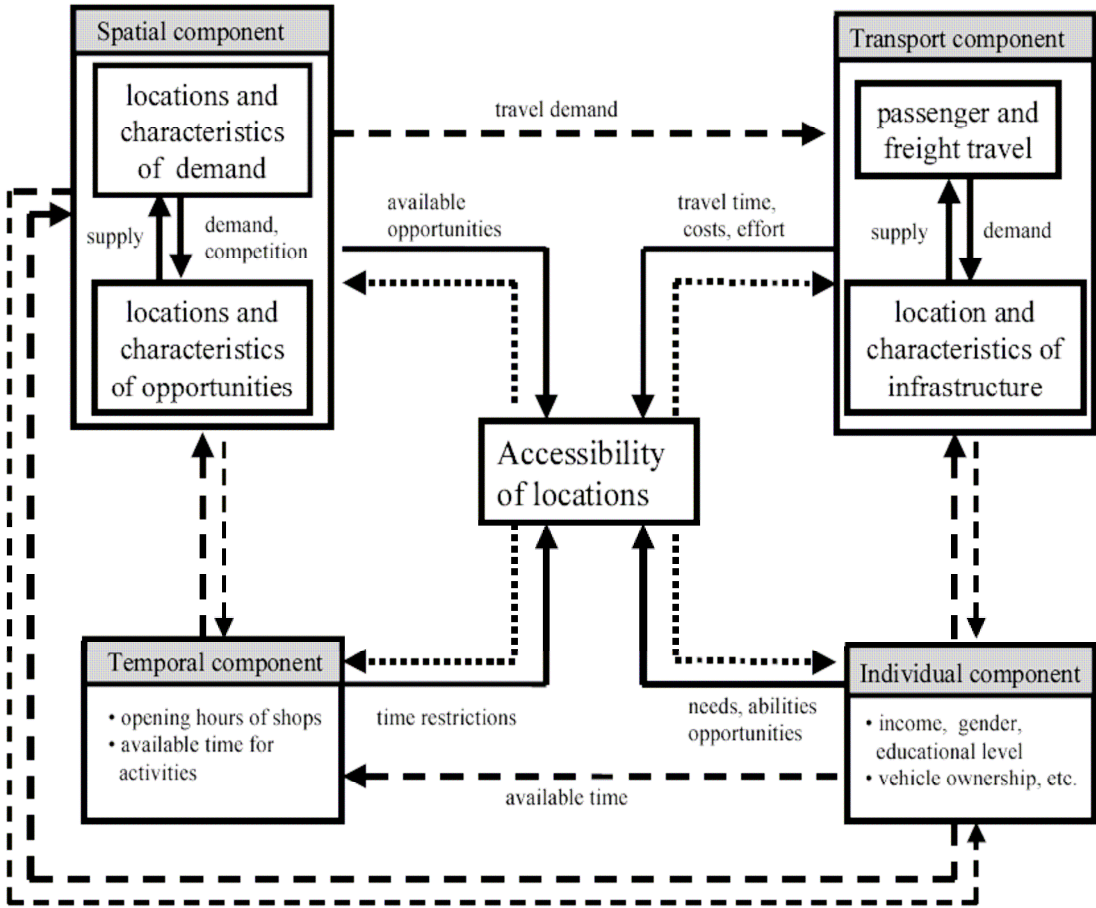 Spatial component
locations and
characteristics
of demand
supply
demand,
competition
locations and
characteristics
of opportunities
travel demand
available
opportunities
travel time,
costs, effort
Transport component
passenger and
freight travel
supply
demand
location and
characteristics of
infrastructure
Accessibility
of locations
Temporal component
• opening hours of shops
• available time for
activities
time restrictions
available time
needs, abilities
opportunities
Individual component
• income, gender,
educational level
• vehicle ownership, etc.